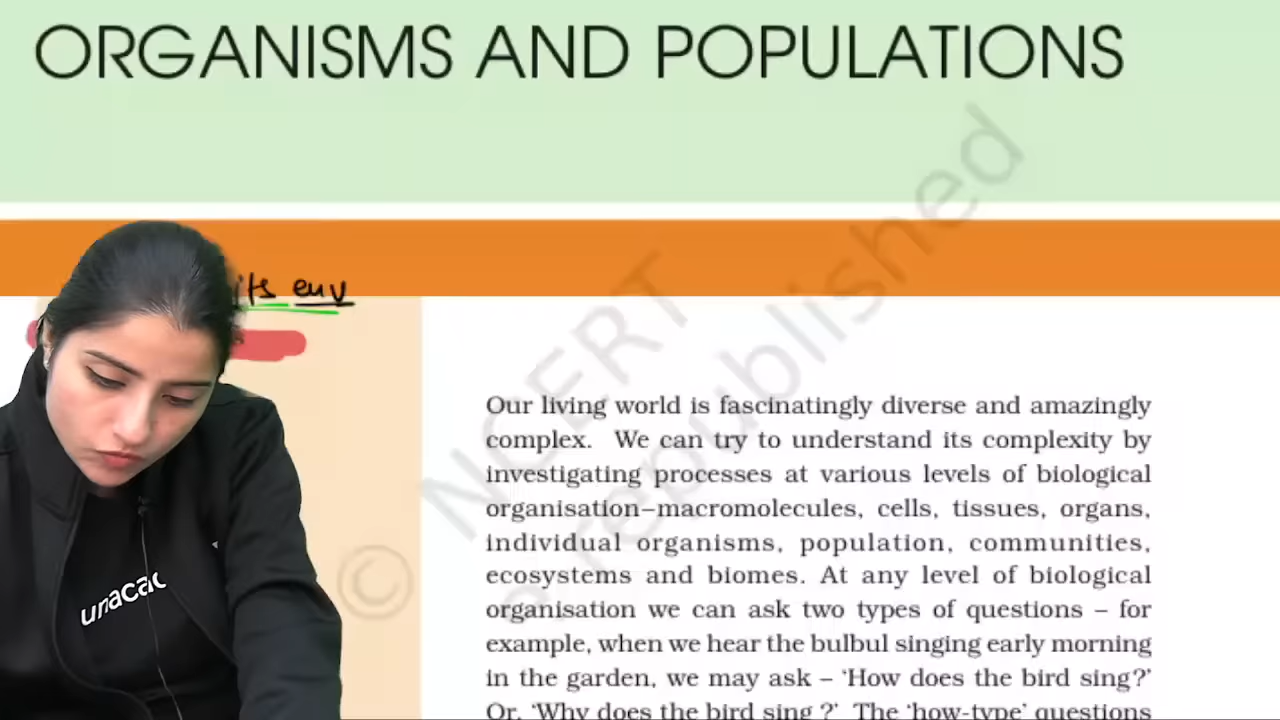 ORGANISMS AND POPULATIONS
its env
Our living world is fascinatingly diverse and amazingly
complex. We can try to understand its complexity by
investigating processes at various levels of biological
organisation–macromolecules, cells, tissues, organs,
individual organisms, population, communities,
ecosystems and biomes. At any level of biological
organisation we can ask two types of questions – for
example, when we hear the bulbul singing early morning
in the garden, we may ask – ‘How does the bird sing?’
Or, ‘Why does the bird sing ?’ The ‘how-type’ questions
© NCERT
republished
unacad